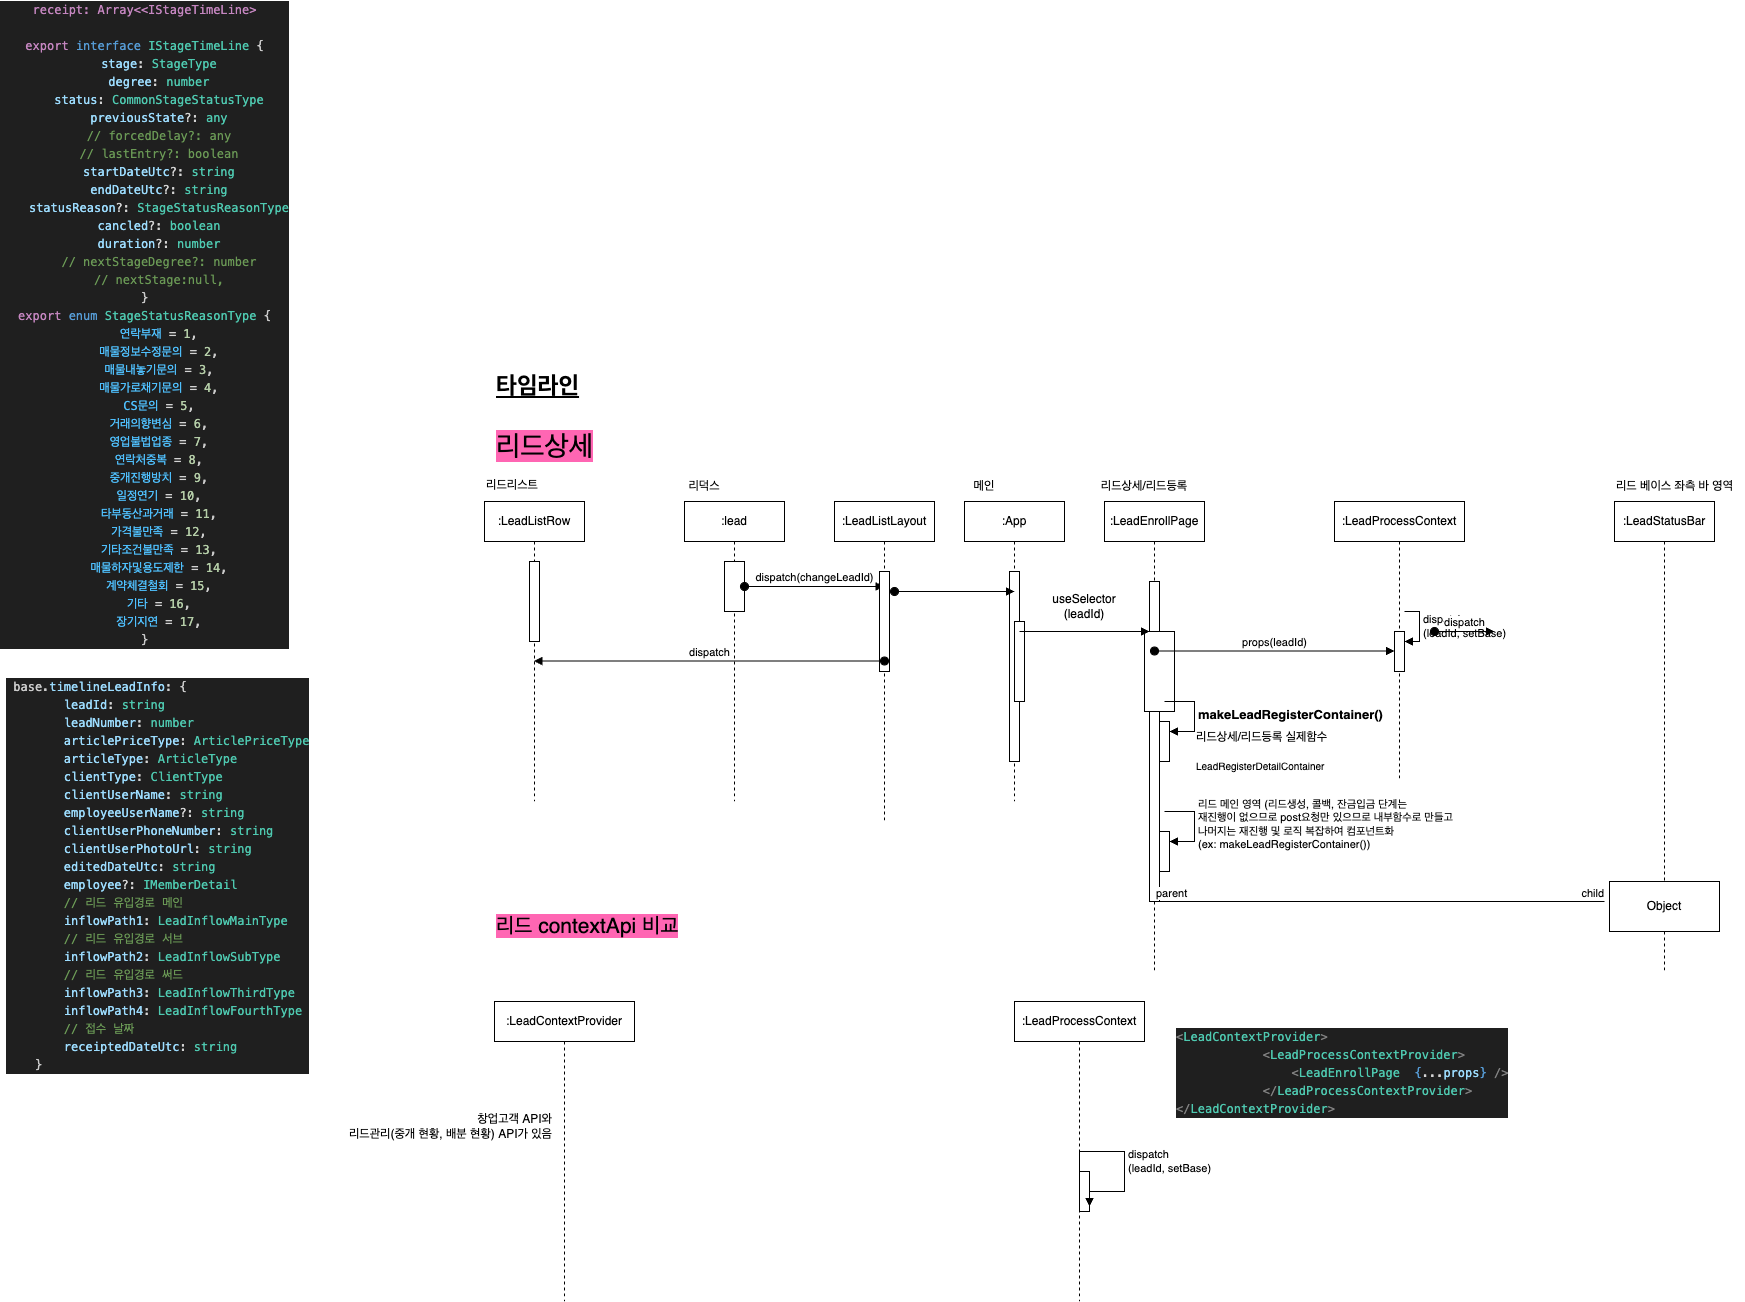 receipt: Array<<IStageTimeLine>
export interface IStageTimeLine {
stage: StageType
degree: number
status: CommonStageStatusType
previousState?: any
// forcedDelay?: any
// lastEntry?: boolean
startDateUtc?: string
endDateUtc?: string
statusReason?: StageStatusReasonType
cancled?: boolean
duration?: number
// nextStageDegree?: number
// nextStage:null,
}
export enum StageStatusReasonType {
연락부재 = 1,
매물정보수정문의 = 2,
매물내놓기문의 = 3,
매물가로채기문의 = 4,
CS문의 = 5,
거래의향변심 = 6,
영업불법업종 = 7,
연락처중복 = 8,
중개진행방치 = 9,
일정연기 = 10,
타부동산과거래 = 11,
가격불만족 = 12,
기타조건불만족 = 13,
매물하자및용도제한 = 14,
계약체결철회 = 15,
기타 = 16,
장기지연 = 17,
}
base.timelineLeadInfo: {
leadId: string
leadNumber: number
articlePriceType: ArticlePriceType
articleType: ArticleType
clientType: ClientType
clientUserName: string
employeeUserName?: string
clientUserPhoneNumber: string
clientUserPhotoUrl: string
editedDateUtc: string
employee?: IMemberDetail
// 리드 유입경로 메인
inflowPath1: LeadInflowMainType
// 리드 유입경로 서브
inflowPath2: LeadInflowSubType
// 리드 유입경로 써드
inflowPath3: LeadInflowThirdType
inflowPath4: LeadInflowFourthType
// 접수 날짜
receiptedDateUtc: string
}
타임라인
리드상세
리드리스트
리덕스
메인
리드상세/리드등록
리드 베이스 좌측 바 영역
:LeadListRow
:lead
:LeadListLayout
:App
:LeadEnrollPage
:LeadProcessContext
:LeadStatusBar
dispatch(changeLeadId)
useSelector
(leadId)
dispatch
props(leadId)
disp
dispatch
(leadId, setBase)
makeLeadRegisterContainer()
리드상세/리드등록 실제함수
LeadRegisterDetailContainer
리드 메인 영역 (리드생성, 콜백, 잔금입금 단계는
재진행이 없으므로 post요청만 있으므로 내부함수로 만들고
나머지는 재진행 및 로직 복잡하여 컴포넌트화
(ex: makeLeadRegisterContainer())
parent
child
Object
리드 contextApi 비교
:LeadContextProvider
:LeadProcessContext
<LeadContextProvider>
<LeadProcessContextProvider>
<LeadEnrollPage {...props} />
</LeadProcessContextProvider>
</LeadContextProvider>
창업고객 API와
리드관리(중개 현황, 배분 현황) API가 있음
dispatch
(leadId, setBase)